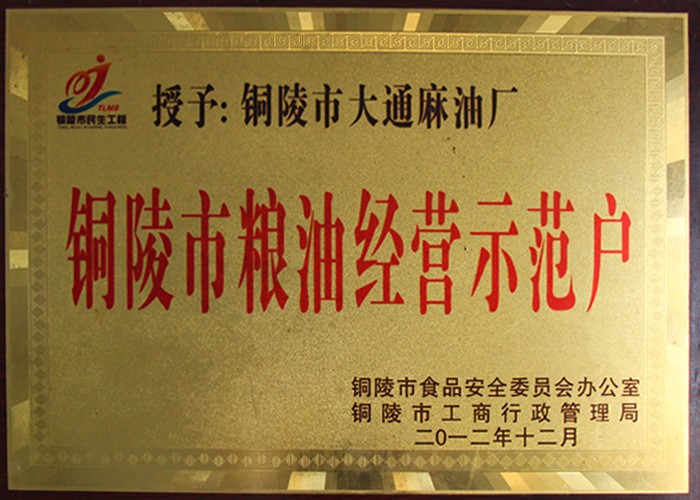 TLMS
铜陵市民生工程
授予:铜陵市大通麻油厂
铜陵市粮油经营示范户
铜陵市食品安全委员会办公室
铜陵市工商行政管理局
二〇一二年十二月